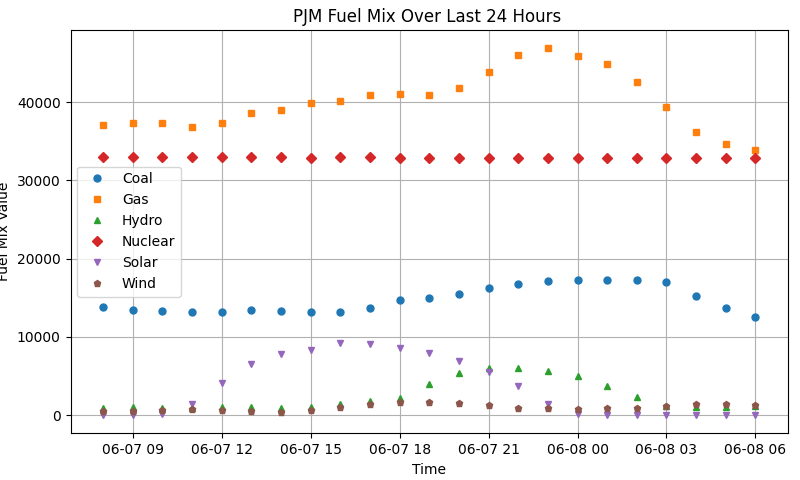 PJM Fuel Mix Over Last 24 Hours
Fuel Mix Value
40000
30000
20000
10000
0
Coal
Gas
Hydro
Nuclear
Solar
Wind
06-07 09 06-07 12 06-07 15 06-07 18 06-07 21 06-08 00 06-08 03 06-08 06
Time